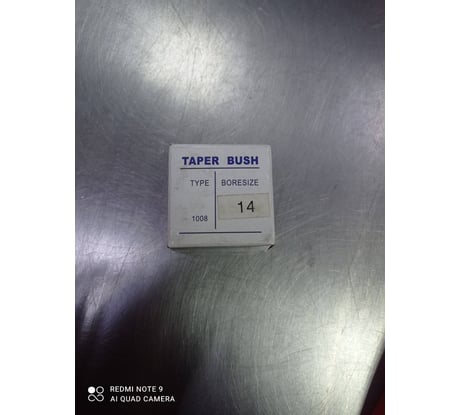 TAPER BUSH
TYPE BORESIZE
1008 14
REDMI NOTE 9
AI QUAD CAMERA